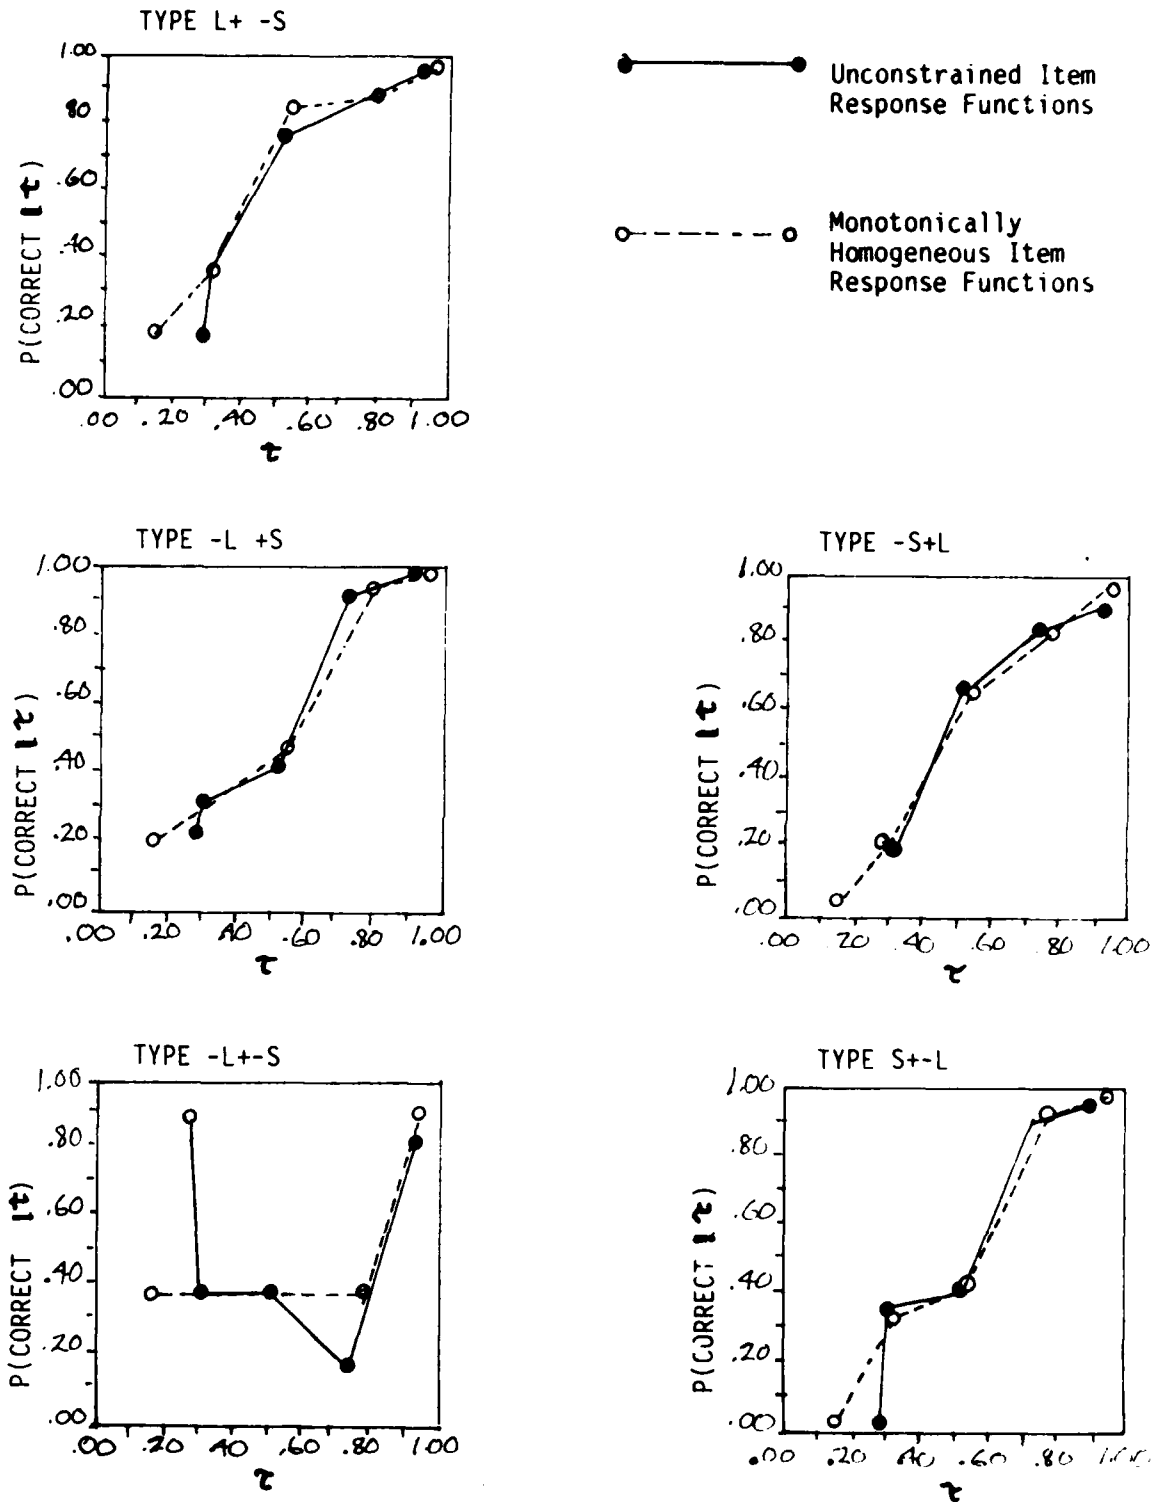 TYPE L+ -S
1.00
.80
.60
.40
.20
.00
P(CORRECT | τ)
.00 .20 .40 .60 .80 1.00
τ
Unconstrained Item
Response Functions
Monotonically
Homogeneous Item
Response Functions
TYPE -L +S
1.00
.80
.60
.40
.20
.00
P(CORRECT | τ)
.00 .20 .40 .60 .80 1.00
τ
TYPE -S+L
1.00
.80
.60
.40
.20
.00
P(CORRECT | τ)
.00 .20 .40 .60 .80 1.00
τ
TYPE -L+-S
1.00
.80
.60
.40
.20
.00
P(CORRECT | τ)
.00 .20 .40 .60 .80 1.00
τ
TYPE S+-L
1.00
.80
.60
.40
.20
.00
P(CORRECT | τ)
.00 .20 .40 .60 .80 1.00
τ